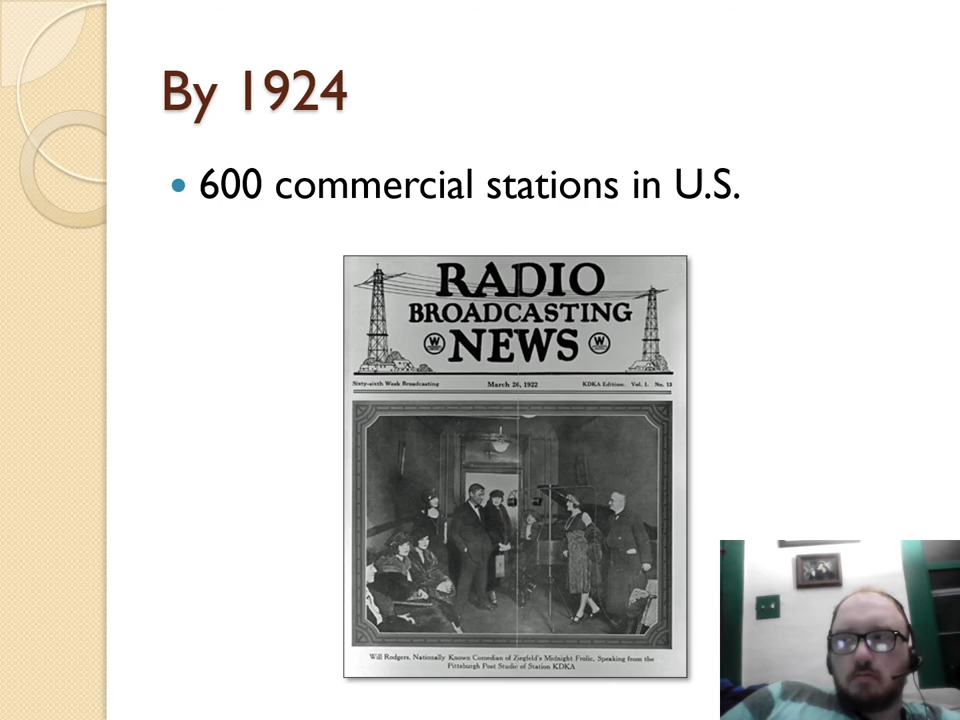 By 1924
600 commercial stations in U.S.
RADIO
BROADCASTING
NEWS
W
W
Sixty-sixth Week Broadcasting March 26, 1922 KDKA Edition. Vol. 1. No. 13
Will Rodgers, Nationally Known Comedian of Ziegfeld's Midnight Frolic, Speaking from the
Pittsburgh Post Studio of Station KDKA